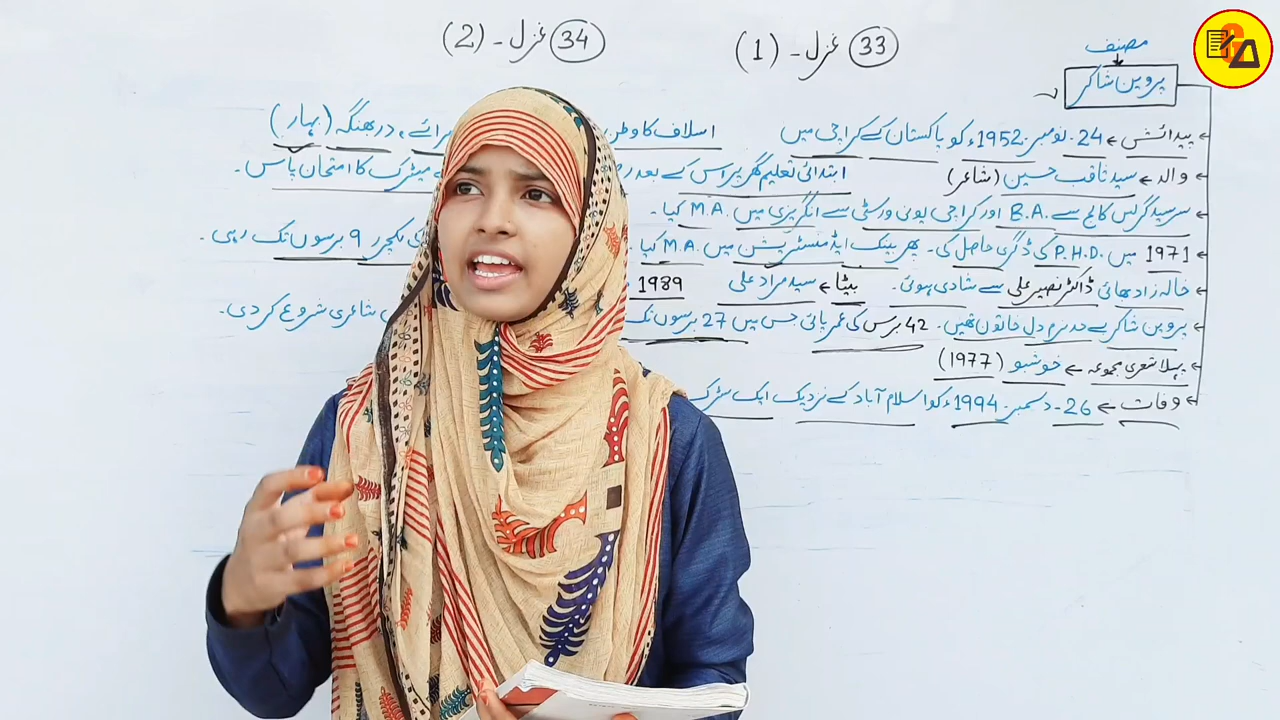 33 غزل - (1)
34 غزل - (2)
مصنف
پروین شاکر
پیدائش ← 24 - نومبر - 1952ء کو پاکستان کے کراچی میں
اسلاف کا وطن رائے، دربھنگہ (بہار)
والد ← سید ثاقب حسین (شاعر)
ابتدائی تعلیم گھر پر اس کے بعد میٹرک کا امتحان پاس -
سرسید گرلس کالج سے B.A. اور کراچی یونی ورسٹی سے انگریزی میں M.A. کیا -
1971 میں P.H.D. کی ڈگری حاصل کی - پھر بینک ایڈمنسٹریشن میں M.A. کیا - کی لکچرر 9 برسوں تک رہی -
خالہ زاد بھائی ڈاکٹر نصیر علی سے شادی ہوئی - بیٹا ← سید مراد علی 1989
پروین شاکر بے حد نرم دل خاتون تھیں - 42 برس کی عمر پائی جس میں 27 برسوں تک شاعری شروع کر دی -
پہلا شعری مجموعہ ← خوشبو (1977)
وفات ← 26 - دسمبر - 1994ء کو اسلام آباد کے نزدیک ایک سڑک